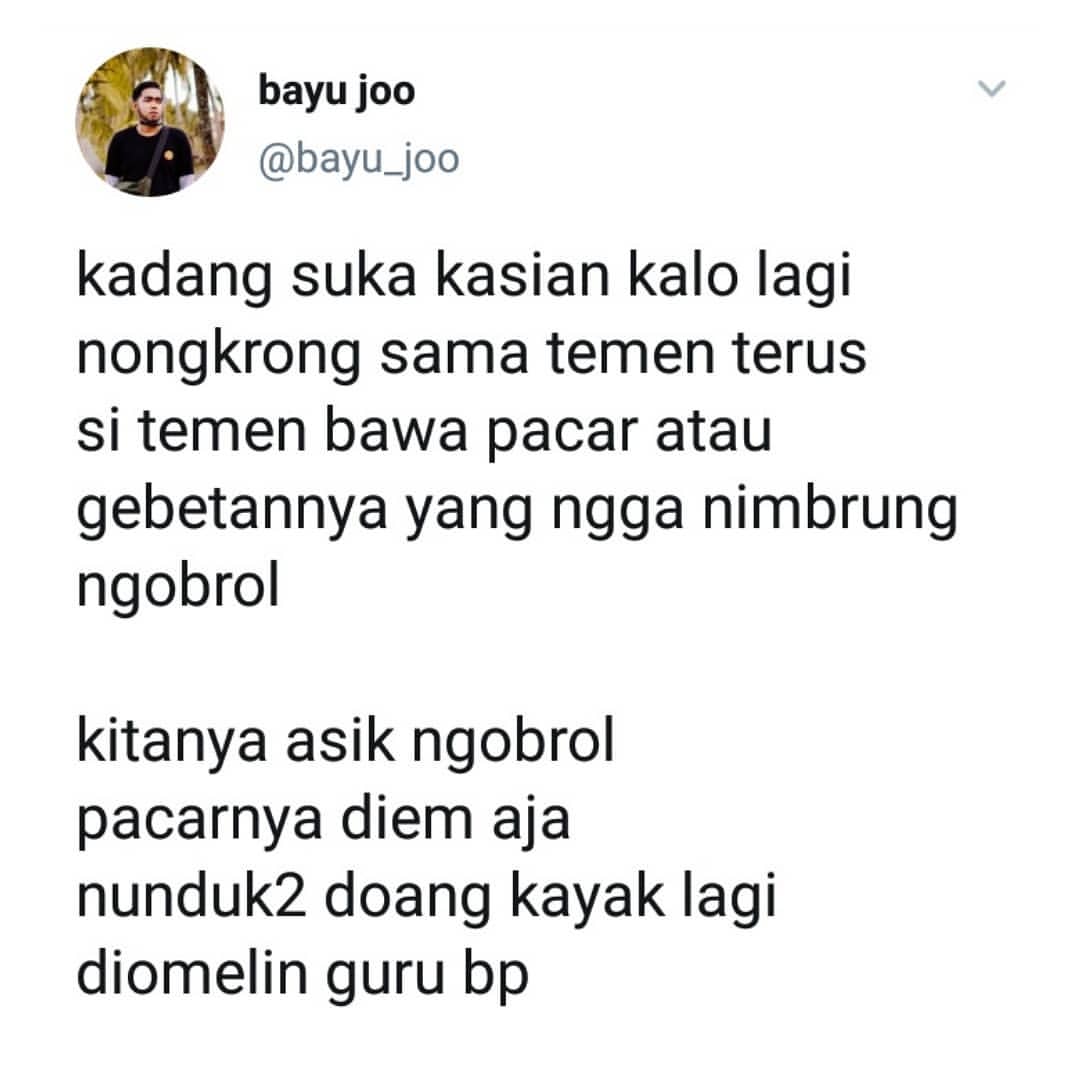 bayu joo
@bayu_joo
kadang suka kasian kalo lagi
nongkrong sama temen terus
si temen bawa pacar atau
gebetannya yang ngga nimbrung
ngobrol
kitanya asik ngobrol
pacarnya diem aja
nunduk2 doang kayak lagi
diomelin guru bp